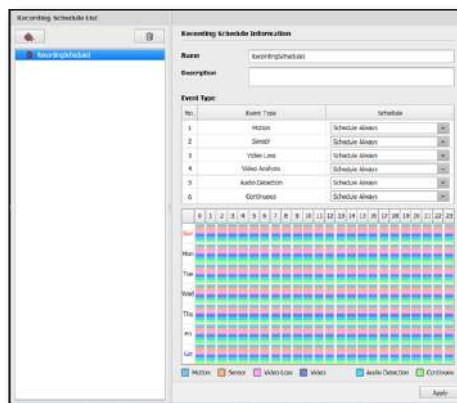 Recording Schedule List
RecordingSchedule1
Recording Schedule Information
Name RecordingSchedule1
Description
Event Type
No. Event Type Schedule
1 Motion Schedule Always
2 Sensor Schedule Always
3 Video Loss Schedule Always
4 Video Analysis Schedule Always
5 Audio Detection Schedule Always
6 Continuous Schedule Always
0 1 2 3 4 5 6 7 8 9 10 11 12 13 14 15 16 17 18 19 20 21 22 23
Sun
Mon
Tue
Wed
Thu
Fri
Sat
Motion Sensor Video Loss Video Audio Detection Continuous
Apply